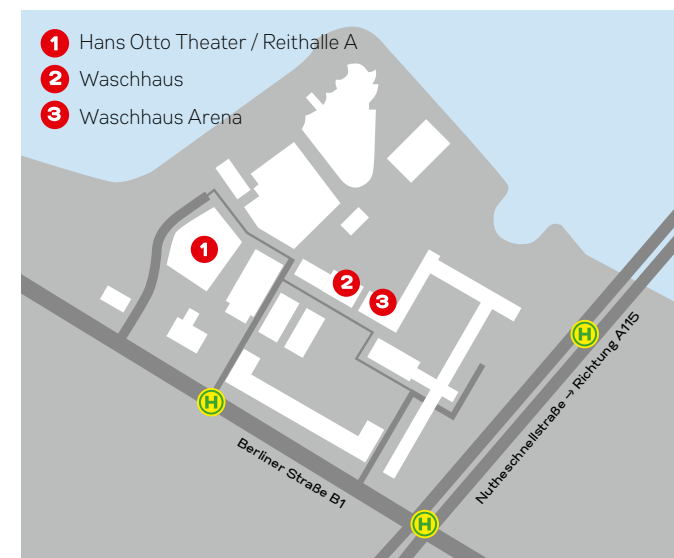 1 Hans Otto Theater / Reithalle A
2 Waschhaus
3 Waschhaus Arena
1
2
3
H
H
Nutheschnellstraße → Richtung A115
Berliner Straße B1
H